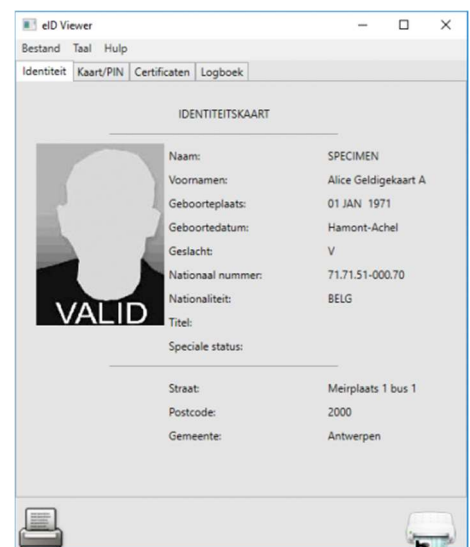 eID Viewer
Bestand Taal Hulp
Identiteit Kaart/PIN Certificaten Logboek
IDENTITEITSKAART
Naam: SPECIMEN
Voornamen: Alice Geldigekaart A
Geboorteplaats: 01 JAN 1971
Geboortedatum: Hamont-Achel
Geslacht: V
Nationaal nummer: 71.71.51-000.70
Nationaliteit: BELG
Titel:
Speciale status:
VALID
Straat: Meirplaats 1 bus 1
Postcode: 2000
Gemeente: Antwerpen